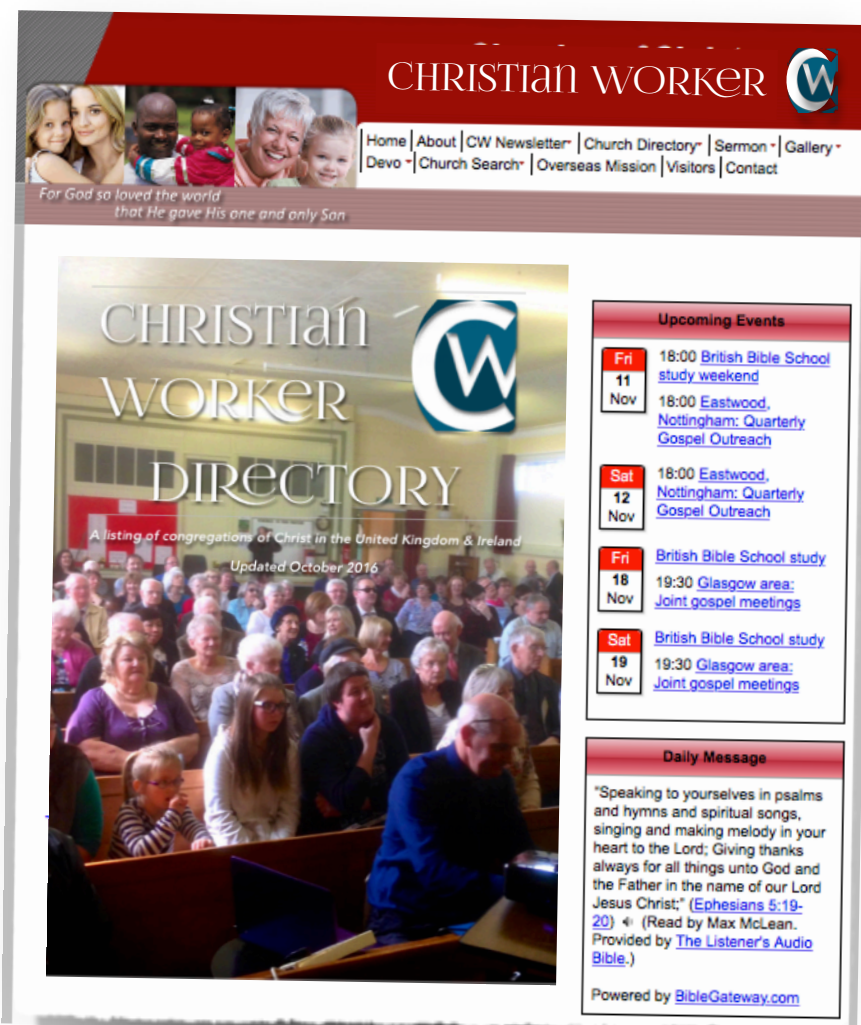 CHRISTIAN WORKER
CW
Home | About | CW Newsletter | Church Directory | Sermon | Gallery
Devo | Church Search | Overseas Mission | Visitors | Contact
For God so loved the world
that He gave His one and only Son
CHRISTIAN
WORKER
CW
DIRECTORY
A listing of congregations of Christ in the United Kingdom & Ireland
Updated October 2016
Upcoming Events
Fri
11
Nov
18:00 British Bible School
study weekend
18:00 Eastwood,
Nottingham: Quarterly
Gospel Outreach
Sat
12
Nov
18:00 Eastwood,
Nottingham: Quarterly
Gospel Outreach
Fri
18
Nov
British Bible School study
19:30 Glasgow area:
Joint gospel meetings
Sat
19
Nov
British Bible School study
19:30 Glasgow area:
Joint gospel meetings
Daily Message
"Speaking to yourselves in psalms
and hymns and spiritual songs,
singing and making melody in your
heart to the Lord; Giving thanks
always for all things unto God and
the Father in the name of our Lord
Jesus Christ;" (Ephesians 5:19-
20) (Read by Max McLean.
Provided by The Listener's Audio
Bible.)
Powered by BibleGateway.com